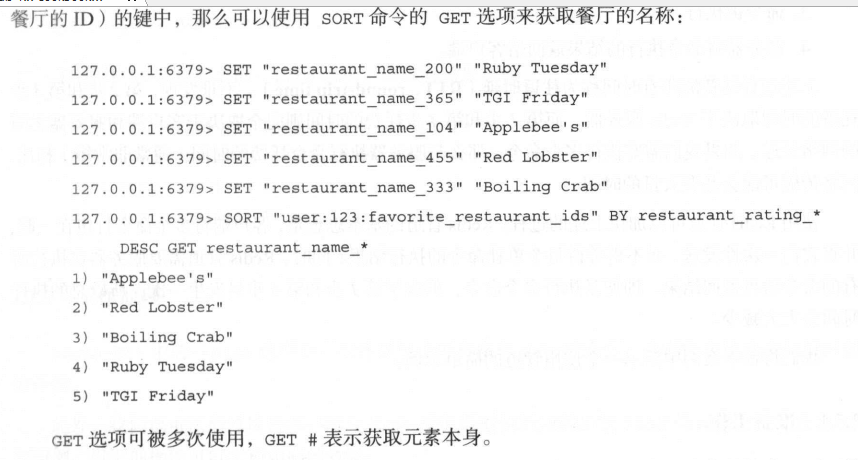 餐厅的 ID）的键中，那么可以使用 SORT 命令的 GET 选项来获取餐厅的名称：
127.0.0.1:6379> SET "restaurant_name_200" "Ruby Tuesday"
127.0.0.1:6379> SET "restaurant_name_365" "TGI Friday"
127.0.0.1:6379> SET "restaurant_name_104" "Applebee's"
127.0.0.1:6379> SET "restaurant_name_455" "Red Lobster"
127.0.0.1:6379> SET "restaurant_name_333" "Boiling Crab"
127.0.0.1:6379> SORT "user:123:favorite_restaurant_ids" BY restaurant_rating_*
DESC GET restaurant_name_*
1) "Applebee's"
2) "Red Lobster"
3) "Boiling Crab"
4) "Ruby Tuesday"
5) "TGI Friday"
GET 选项可被多次使用，GET # 表示获取元素本身。